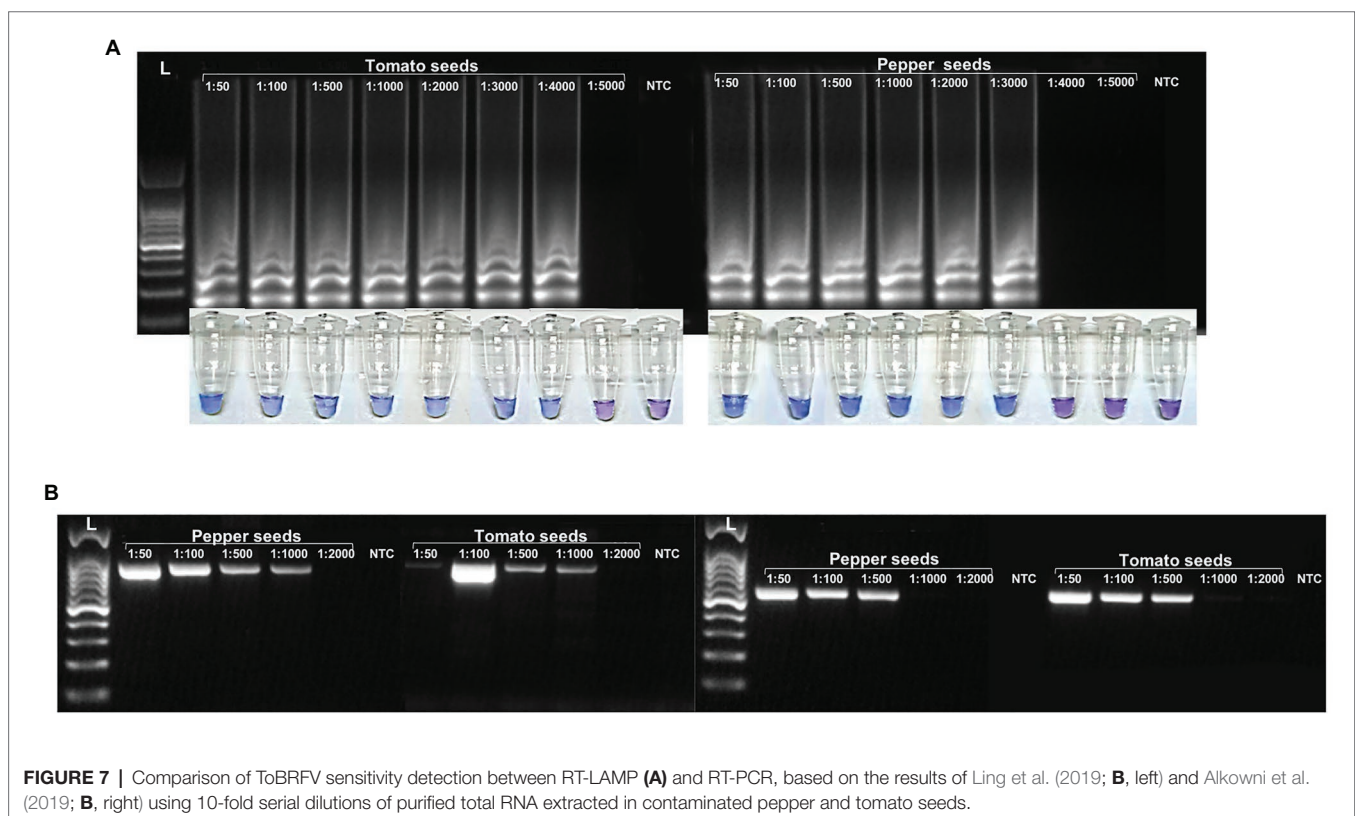 A
L
Tomato seeds
1:50 1:100 1:500 1:1000 1:2000 1:3000 1:4000 1:5000 NTC
Pepper seeds
1:50 1:100 1:500 1:1000 1:2000 1:3000 1:4000 1:5000 NTC
B
L
Pepper seeds
1:50 1:100 1:500 1:1000 1:2000 NTC
Tomato seeds
1:50 1:100 1:500 1:1000 1:2000 NTC
L
Pepper seeds
1:50 1:100 1:500 1:1000 1:2000 NTC
Tomato seeds
1:50 1:100 1:500 1:1000 1:2000 NTC
FIGURE 7 | Comparison of ToBRFV sensitivity detection between RT-LAMP (A) and RT-PCR, based on the results of Ling et al. (2019; B, left) and Alkowni et al.
(2019; B, right) using 10-fold serial dilutions of purified total RNA extracted in contaminated pepper and tomato seeds.